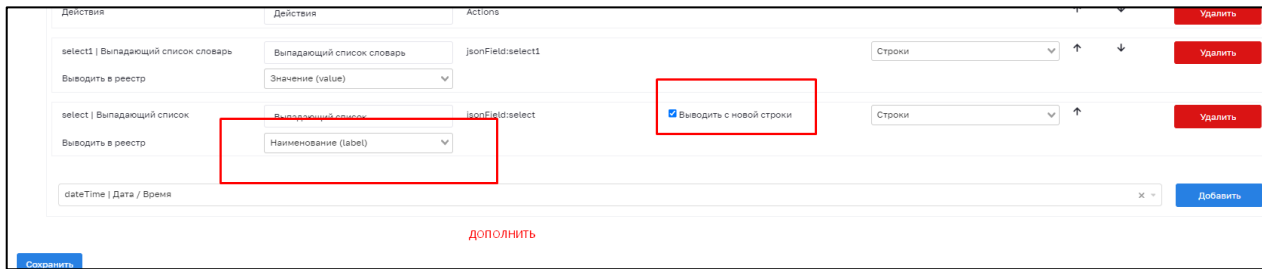 Действия Действия Actions Удалить
select1 | Выпадающий список словарь Выпадающий список словарь jsonField:select1 Строки Удалить
Выводить в реестр Значение (value)
select | Выпадающий список Выпадающий список jsonField:select Выводить с новой строки Строки Удалить
Выводить в реестр Наименование (label)
dateTime | Дата / Время Добавить
ДОПОЛНИТЬ
Сохранить